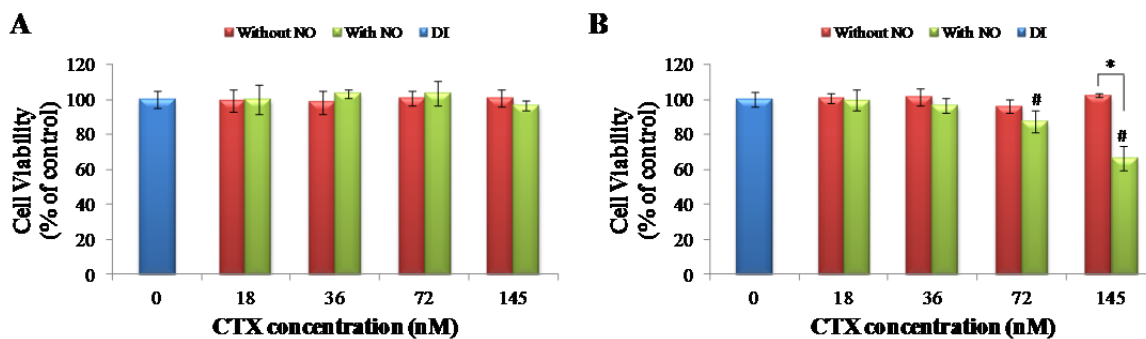 A
Without NO With NO DI
120
100
80
60
40
20
0
Cell Viability
(% of control)
0 18 36 72 145
CTX concentration (nM)
B
Without NO With NO DI
120
100
80
60
40
20
0
Cell Viability
(% of control)
#
*
#
0 18 36 72 145
CTX concentration (nM)